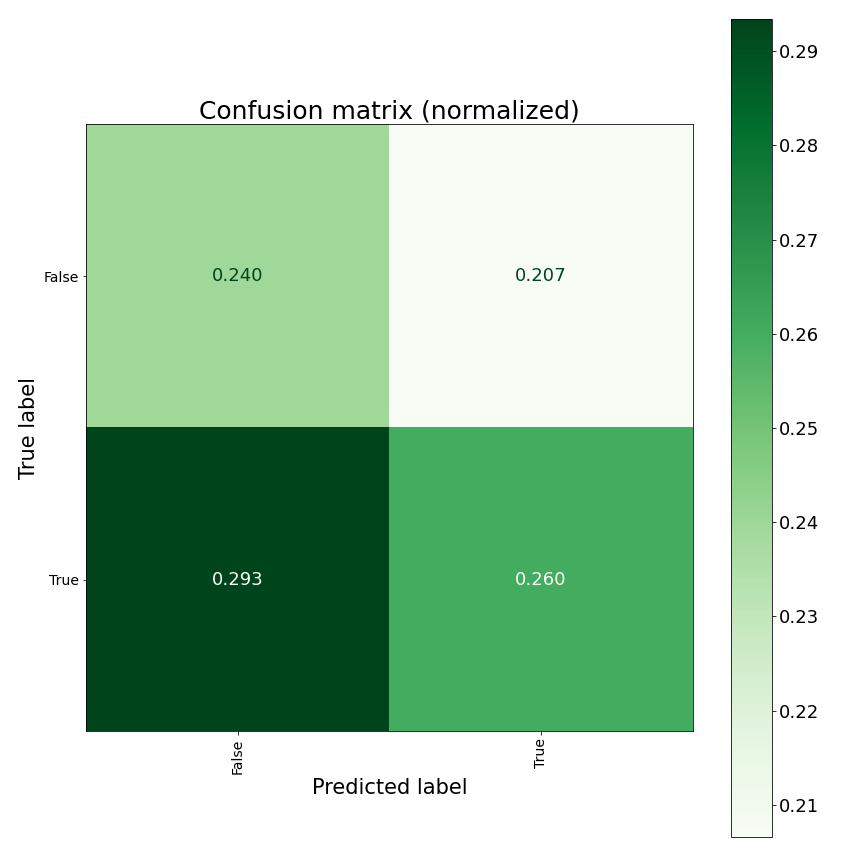 Confusion matrix (normalized)
True label
False
0.240
0.207
True
0.293
0.260
False
True
Predicted label
0.29
0.28
0.27
0.26
0.25
0.24
0.23
0.22
0.21